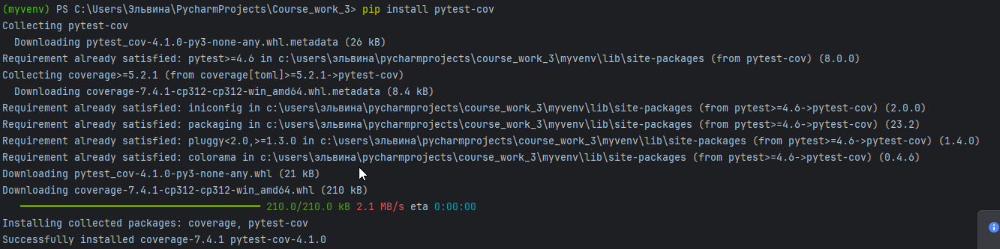 (myvenv) PS C:\Users\Эльвина\PycharmProjects\Course_work_3> pip install pytest-cov
Collecting pytest-cov
  Downloading pytest_cov-4.1.0-py3-none-any.whl.metadata (26 kB)
Requirement already satisfied: pytest>=4.6 in c:\users\эльвина\pycharmprojects\course_work_3\myvenv\lib\site-packages (from pytest-cov) (8.0.0)
Collecting coverage>=5.2.1 (from coverage[toml]>=5.2.1->pytest-cov)
  Downloading coverage-7.4.1-cp312-cp312-win_amd64.whl.metadata (8.4 kB)
Requirement already satisfied: iniconfig in c:\users\эльвина\pycharmprojects\course_work_3\myvenv\lib\site-packages (from pytest>=4.6->pytest-cov) (2.0.0)
Requirement already satisfied: packaging in c:\users\эльвина\pycharmprojects\course_work_3\myvenv\lib\site-packages (from pytest>=4.6->pytest-cov) (23.2)
Requirement already satisfied: pluggy<2.0,>=1.3.0 in c:\users\эльвина\pycharmprojects\course_work_3\myvenv\lib\site-packages (from pytest>=4.6->pytest-cov) (1.4.0)
Requirement already satisfied: colorama in c:\users\эльвина\pycharmprojects\course_work_3\myvenv\lib\site-packages (from pytest>=4.6->pytest-cov) (0.4.6)
Downloading pytest_cov-4.1.0-py3-none-any.whl (21 kB)
Downloading coverage-7.4.1-cp312-cp312-win_amd64.whl (210 kB)
210.0/210.0 kB 2.1 MB/s eta 0:00:00
Installing collected packages: coverage, pytest-cov
Successfully installed coverage-7.4.1 pytest-cov-4.1.0